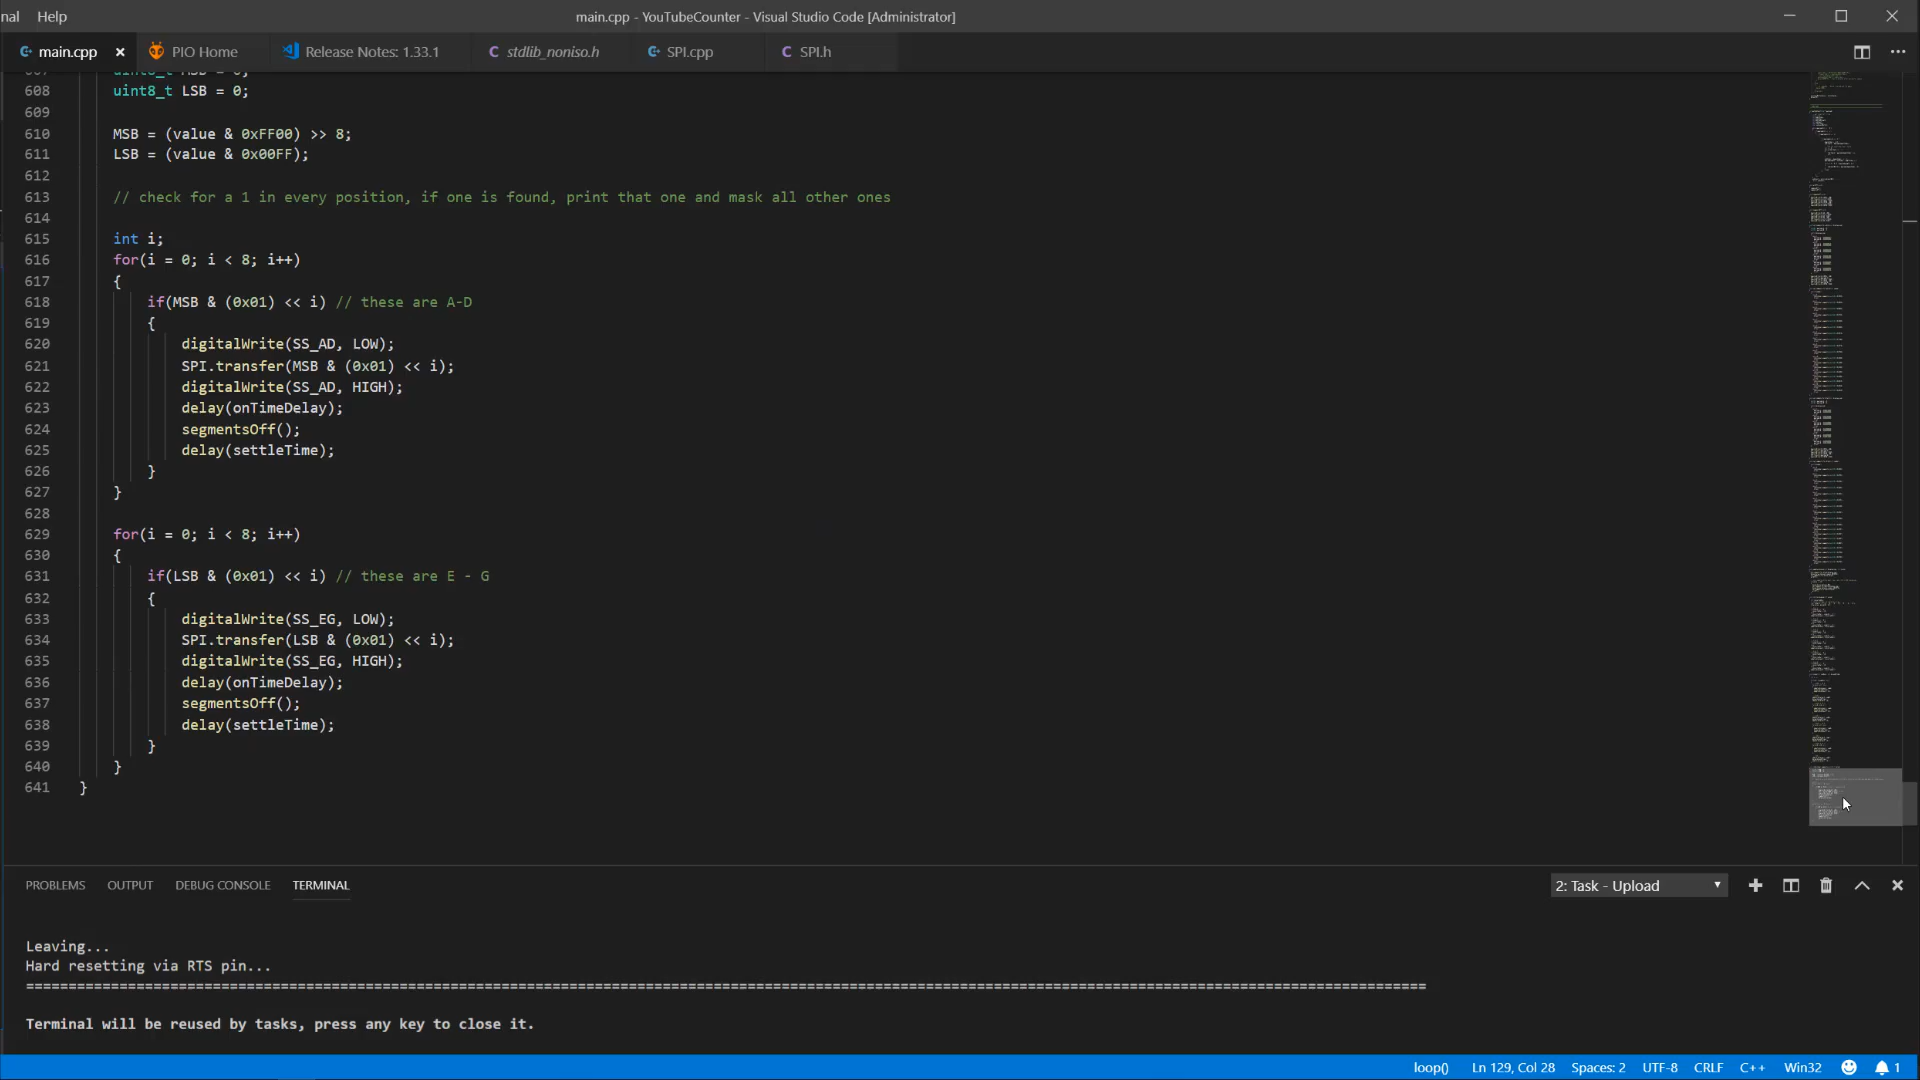 nal Help main.cpp - YouTubeCounter - Visual Studio Code [Administrator]
main.cpp PIO Home Release Notes: 1.33.1 stdlib_noniso.h SPI.cpp SPI.h
607 uint8_t MSB = 0;
608 uint8_t LSB = 0;
609
610 MSB = (value & 0xFF00) >> 8;
611 LSB = (value & 0x00FF);
612
613 // check for a 1 in every position, if one is found, print that one and mask all other ones
614
615 int i;
616 for(i = 0; i < 8; i++)
617 {
618 if(MSB & (0x01) << i) // these are A-D
619 {
620 digitalWrite(SS_AD, LOW);
621 SPI.transfer(MSB & (0x01) << i);
622 digitalWrite(SS_AD, HIGH);
623 delay(onTimeDelay);
624 segmentsOff();
625 delay(settleTime);
626 }
627 }
628
629 for(i = 0; i < 8; i++)
630 {
631 if(LSB & (0x01) << i) // these are E - G
632 {
633 digitalWrite(SS_EG, LOW);
634 SPI.transfer(LSB & (0x01) << i);
635 digitalWrite(SS_EG, HIGH);
636 delay(onTimeDelay);
637 segmentsOff();
638 delay(settleTime);
639 }
640 }
641 }
PROBLEMS OUTPUT DEBUG CONSOLE TERMINAL 2: Task - Upload
Leaving...
Hard resetting via RTS pin...
Terminal will be reused by tasks, press any key to close it.
loop() Ln 129, Col 28 Spaces: 2 UTF-8 CRLF C++ Win32 1